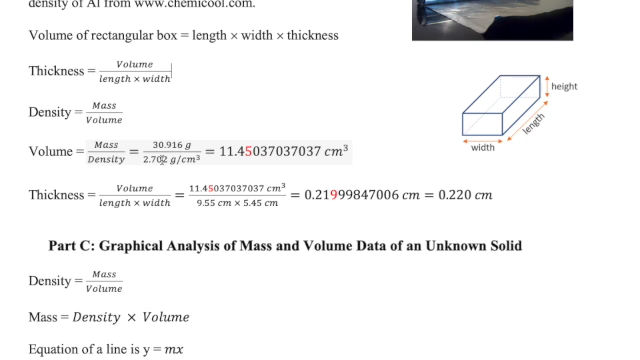 density of Al from www.chemicool.com.
Volume of rectangular box = length × width × thickness
Thickness = Volume / length × width
Density = Mass / Volume
Volume = Mass / Density = 30.916 g / 2.702 g/cm³ = 11.45037037037 cm³
Thickness = Volume / length × width = 11.45037037037 cm³ / 9.55 cm × 5.45 cm = 0.21999847006 cm = 0.220 cm
height
length
width
Part C: Graphical Analysis of Mass and Volume Data of an Unknown Solid
Density = Mass / Volume
Mass = Density × Volume
Equation of a line is y = mx